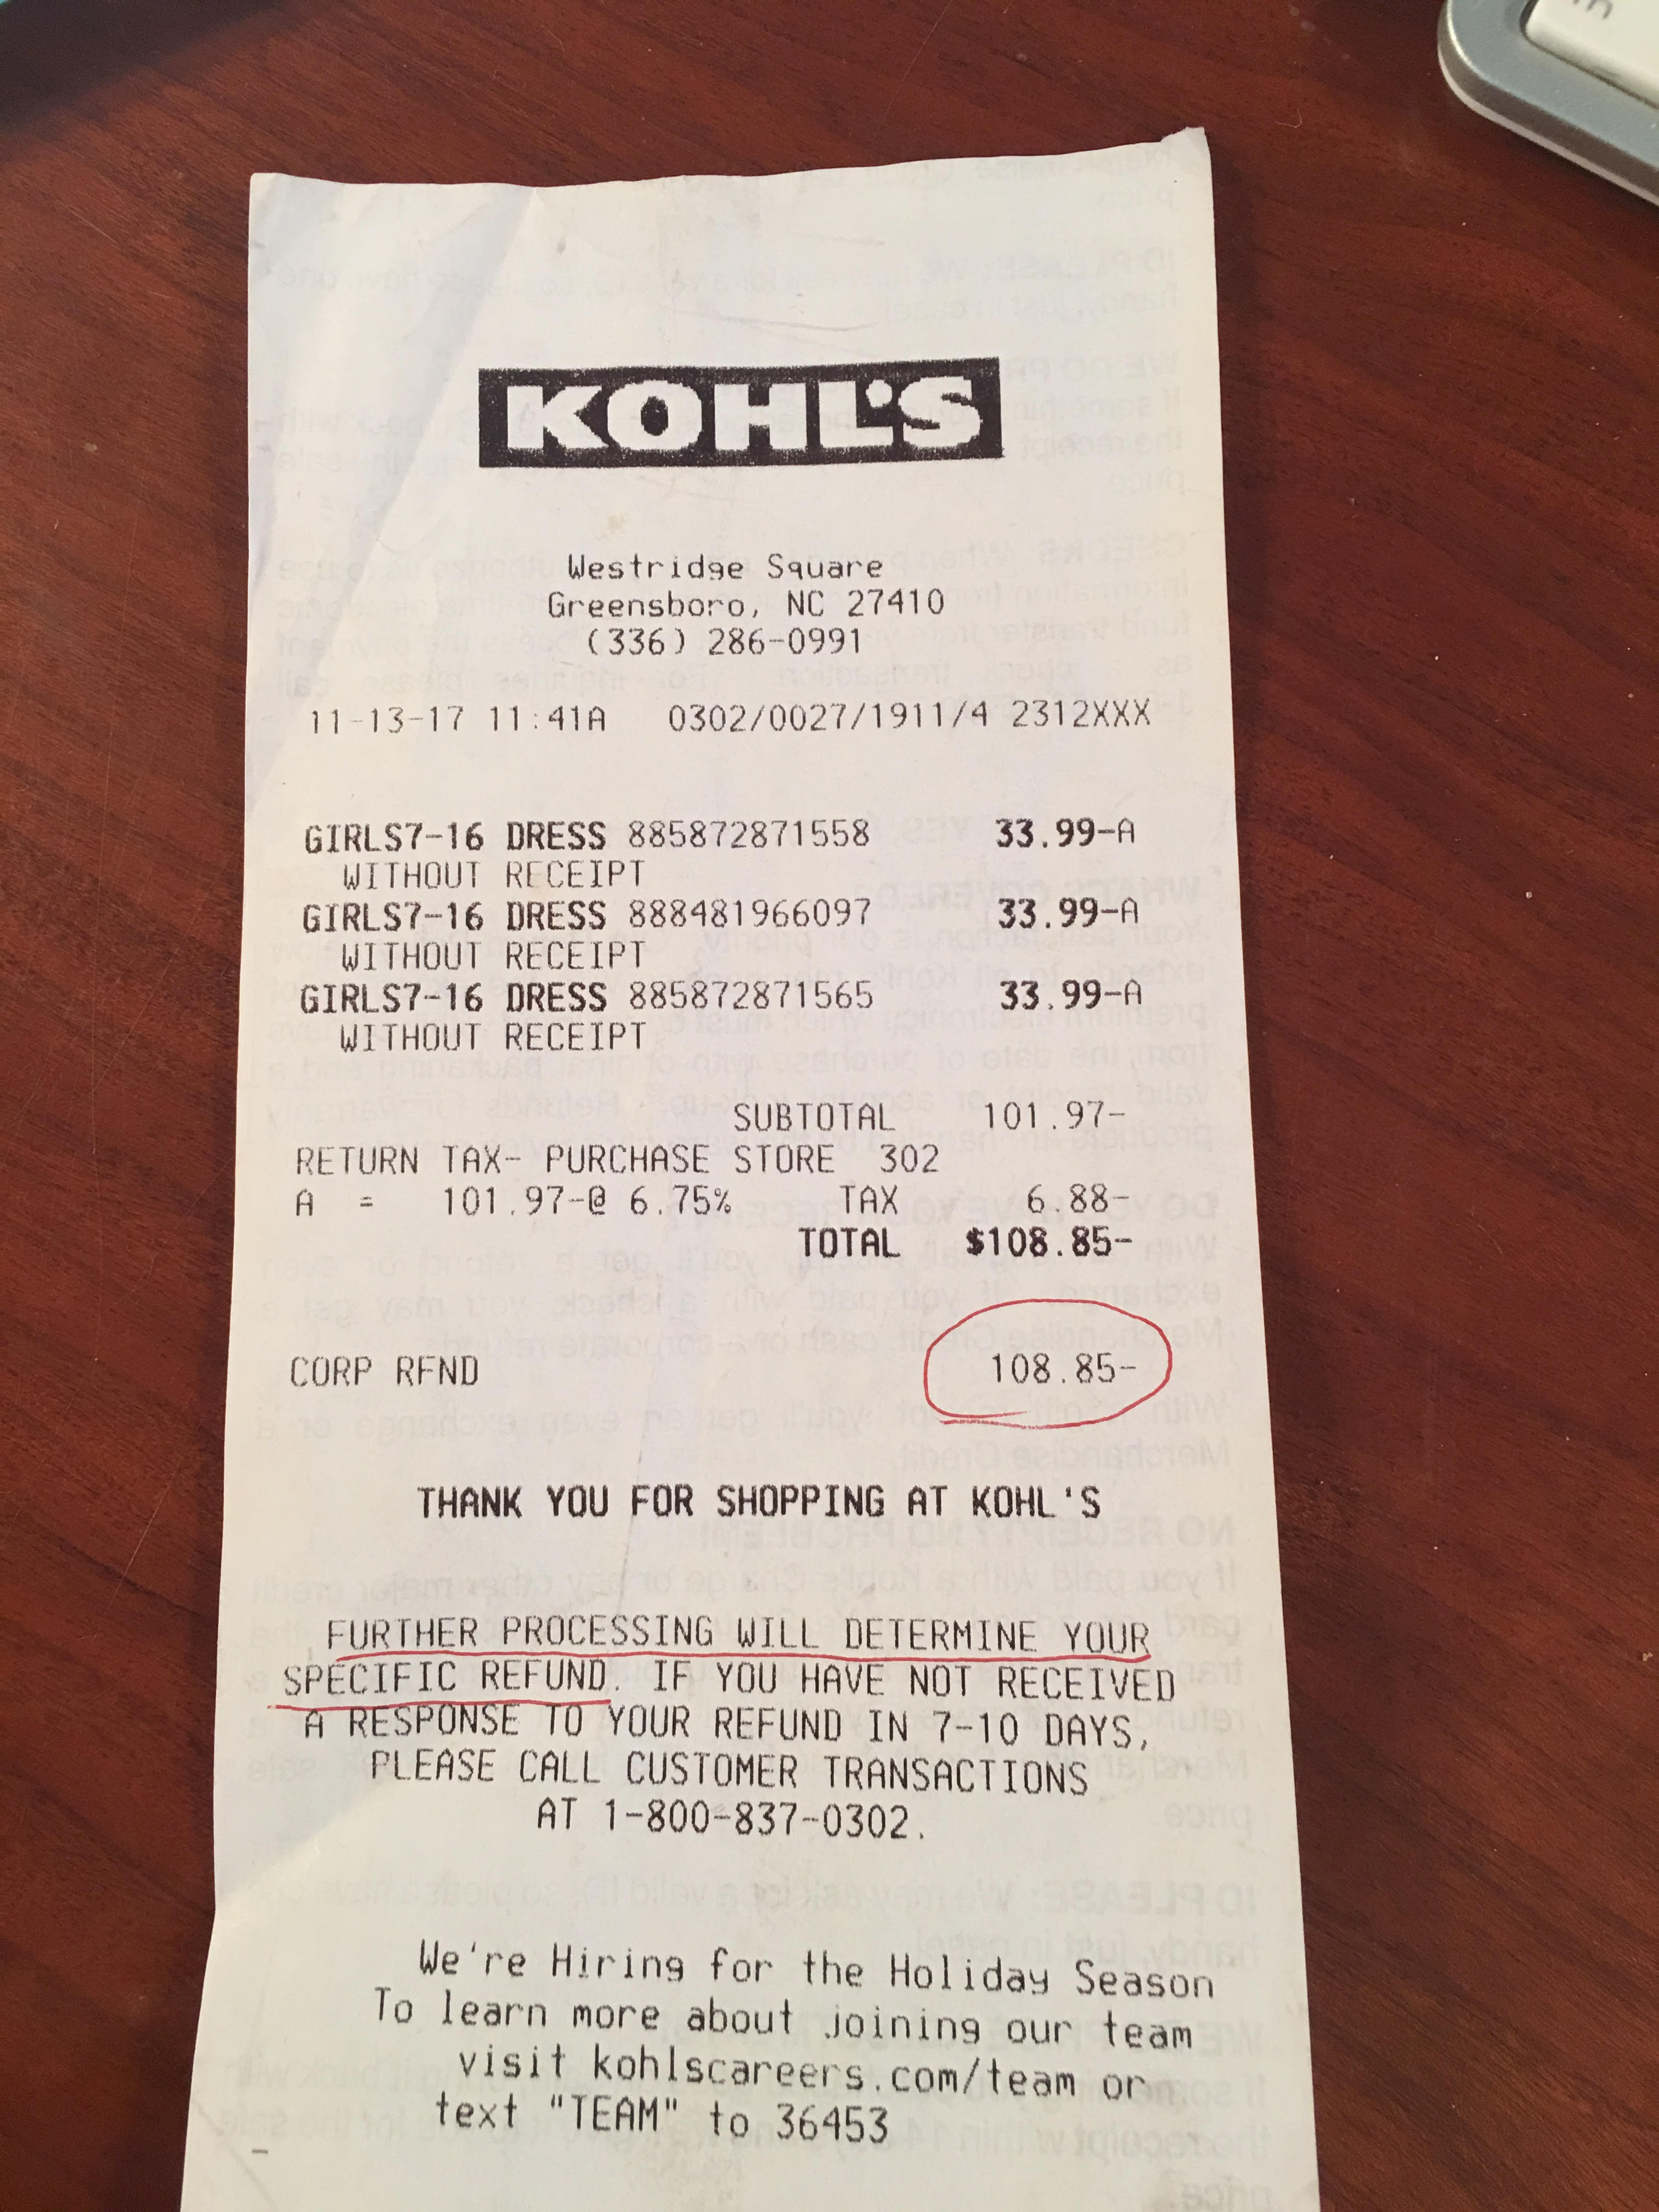 KOHL'S
Westridge Square
Greensboro, NC 27410
(336) 286-0991
11-13-17 11:41A 0302/0027/1911/4 2312XXX
GIRLS7-16 DRESS 885872871558 33.99-A
WITHOUT RECEIPT
GIRLS7-16 DRESS 888481966097 33.99-A
WITHOUT RECEIPT
GIRLS7-16 DRESS 885872871565 33.99-A
WITHOUT RECEIPT
SUBTOTAL 101.97-
RETURN TAX- PURCHASE STORE 302
A = 101.97-@ 6.75% TAX 6.88-
TOTAL $108.85-
CORP RFND 108.85-
THANK YOU FOR SHOPPING AT KOHL'S
FURTHER PROCESSING WILL DETERMINE YOUR
SPECIFIC REFUND. IF YOU HAVE NOT RECEIVED
A RESPONSE TO YOUR REFUND IN 7-10 DAYS,
PLEASE CALL CUSTOMER TRANSACTIONS
AT 1-800-837-0302.
We're Hiring for the Holiday Season
To learn more about joining our team
visit kohlscareers.com/team or
text "TEAM" to 36453